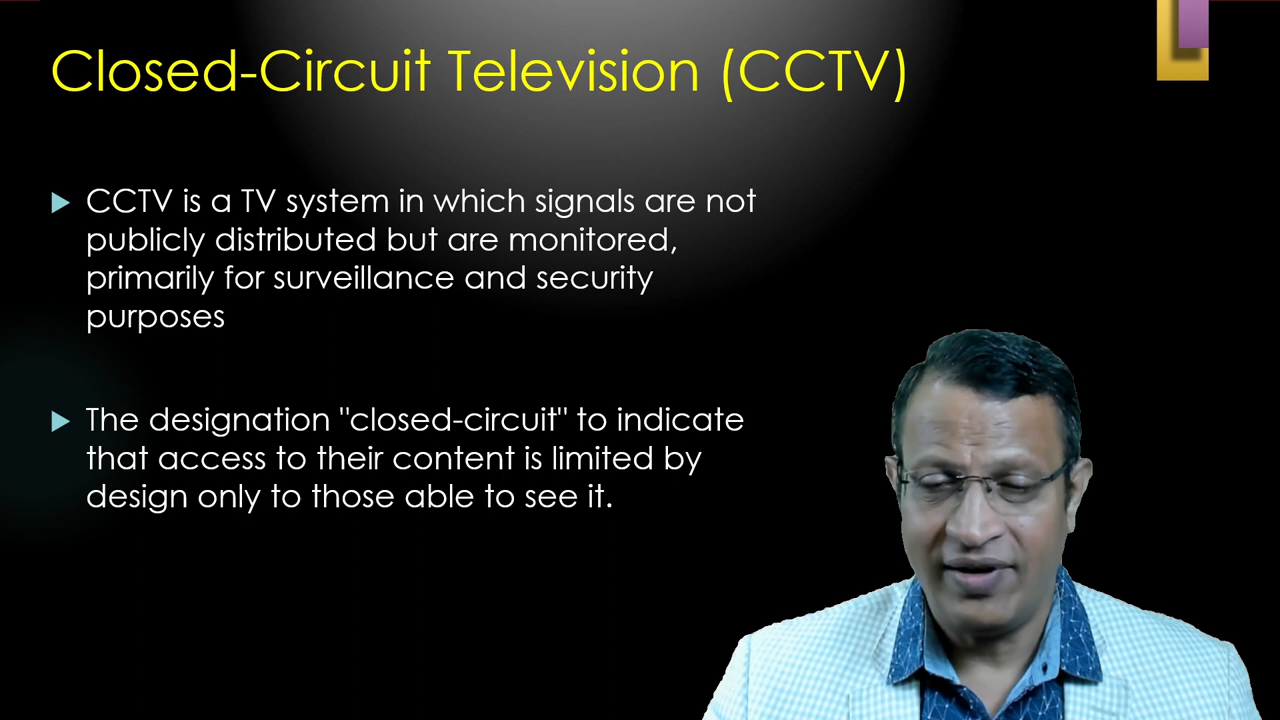 Closed-Circuit Television (CCTV)
CCTV is a TV system in which signals are not
publicly distributed but are monitored,
primarily for surveillance and security
purposes
The designation "closed-circuit" to indicate
that access to their content is limited by
design only to those able to see it.